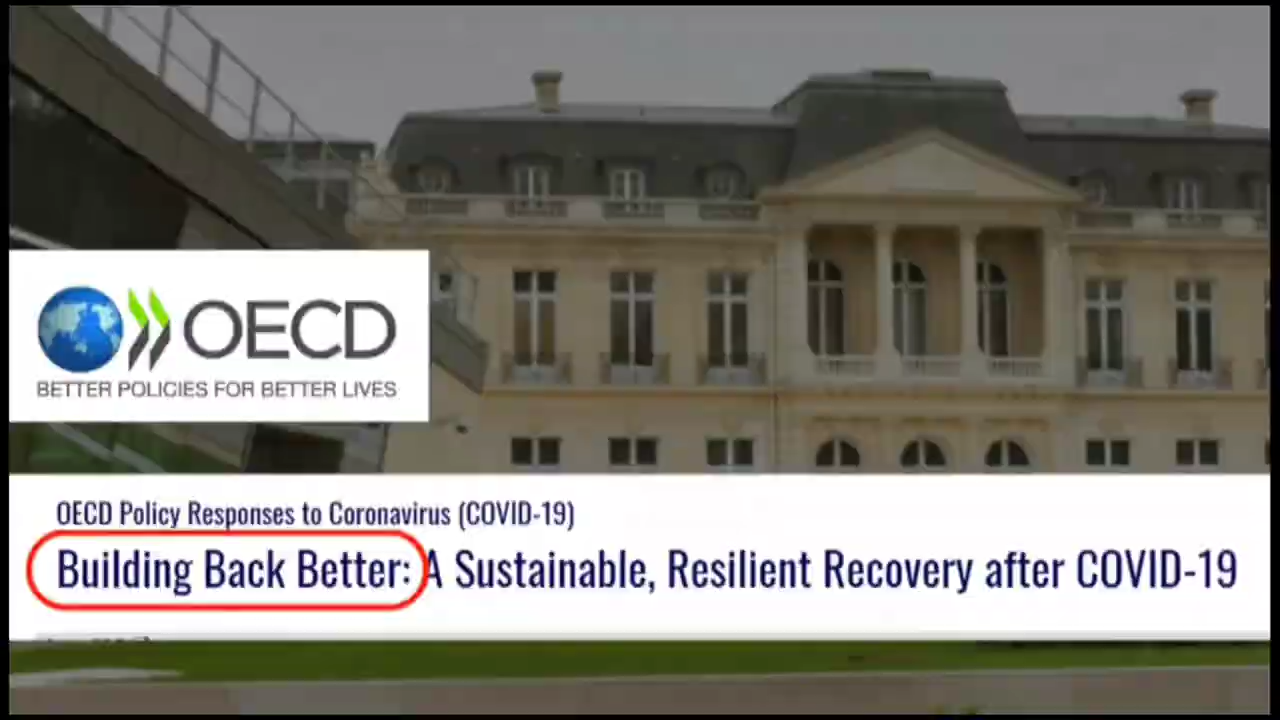 OECD
BETTER POLICIES FOR BETTER LIVES
OECD Policy Responses to Coronavirus (COVID-19)
Building Back Better: A Sustainable, Resilient Recovery after COVID-19